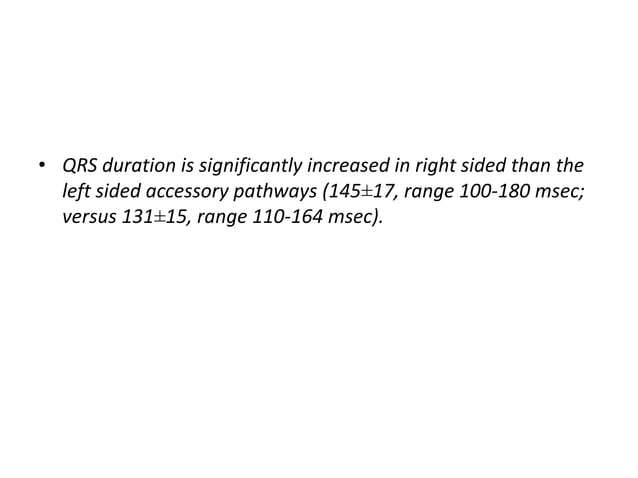 • QRS duration is significantly increased in right sided than the
left sided accessory pathways (145±17, range 100-180 msec;
versus 131±15, range 110-164 msec).